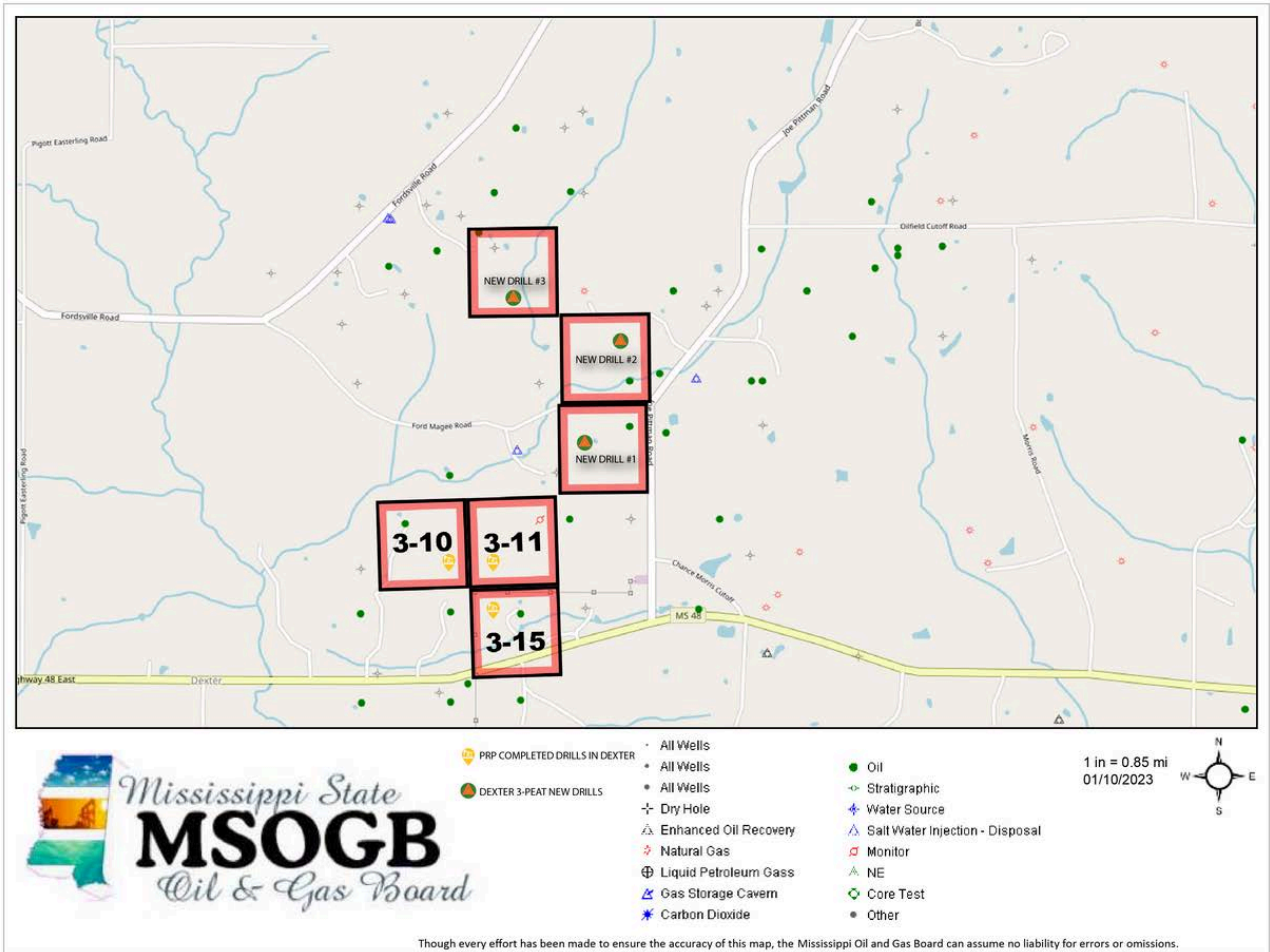 Pigott Easterling Road
Fordsville Road
Joe Pittman Road
Oilfield Cutoff Road
NEW DRILL #3
Fordsville Road
NEW DRILL #2
Ford Magee Road
Joe Pittman Road
NEW DRILL #1
Pigott Easterling Road
Morris Road
3-10
3-11
Chance Morris Cutoff
MS 48
3-15
ghway 48 East
Dexter
Mississippi State
MSOGB
Oil & Gas Board
PRP COMPLETED DRILLS IN DEXTER
DEXTER 3-PEAT NEW DRILLS
All Wells
All Wells
All Wells
Dry Hole
Enhanced Oil Recovery
Natural Gas
Liquid Petroleum Gass
Gas Storage Cavern
Carbon Dioxide
Oil
Stratigraphic
Water Source
Salt Water Injection - Disposal
Monitor
NE
Core Test
Other
1 in = 0.85 mi
01/10/2023
N
W
E
S
Though every effort has been made to ensure the accuracy of this map, the Mississippi Oil and Gas Board can assume no liability for errors or omissions.